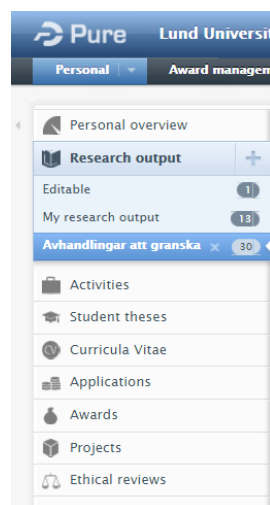 Pure Lund Universit
Personal Award managem
Personal overview
Research output +
Editable 1
My research output 13
Avhandlingar att granska × 30
Activities
Student theses
Curricula Vitae
Applications
Awards
Projects
Ethical reviews